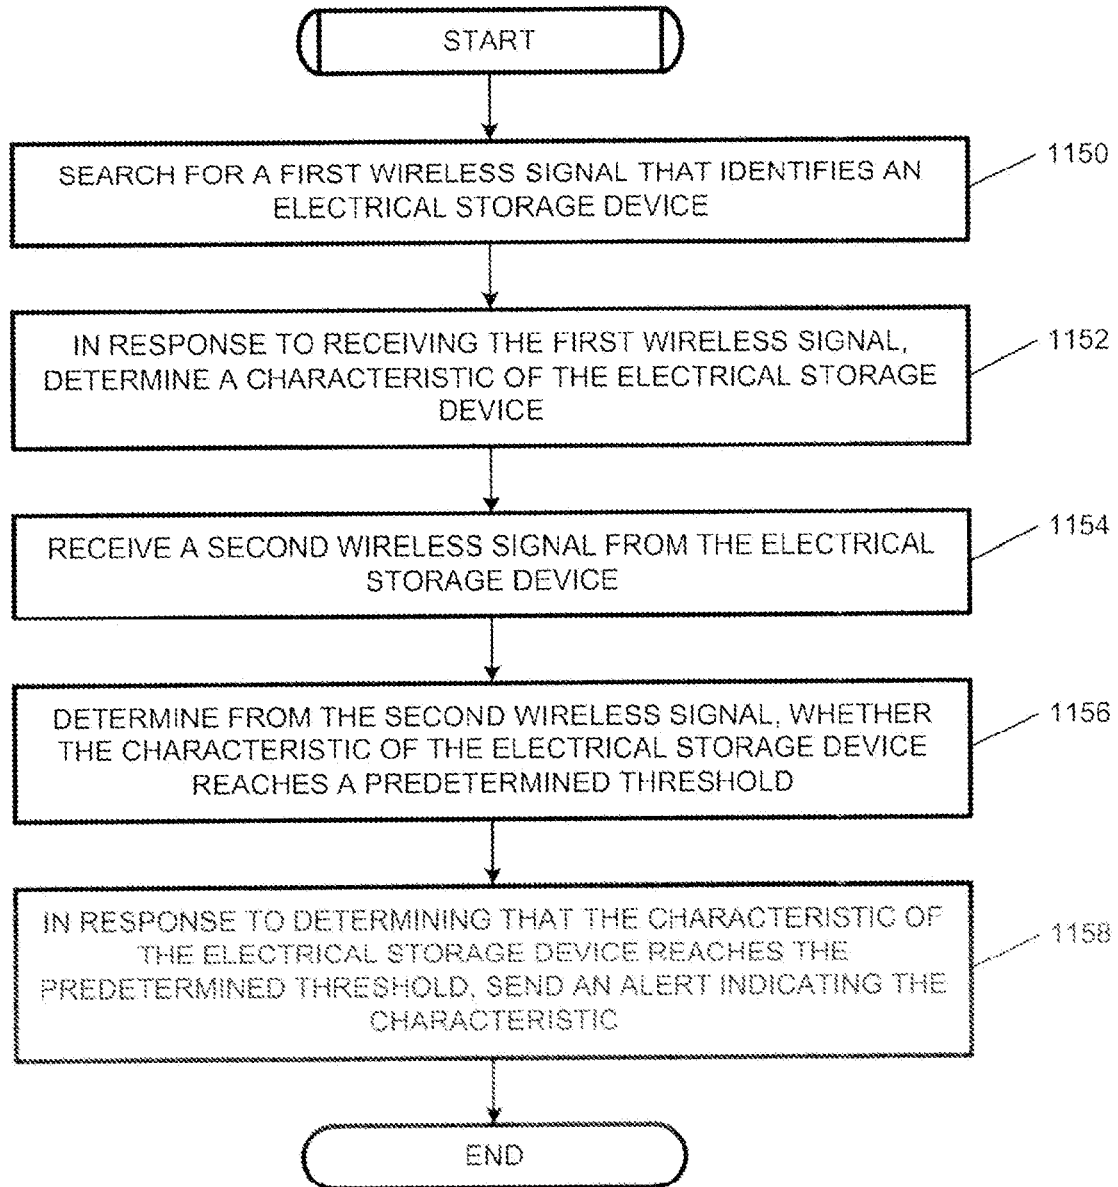 START
SEARCH FOR A FIRST WIRELESS SIGNAL THAT IDENTIFIES AN
ELECTRICAL STORAGE DEVICE
1150
IN RESPONSE TO RECEIVING THE FIRST WIRELESS SIGNAL,
DETERMINE A CHARACTERISTIC OF THE ELECTRICAL STORAGE
DEVICE
1152
RECEIVE A SECOND WIRELESS SIGNAL FROM THE ELECTRICAL
STORAGE DEVICE
1154
DETERMINE FROM THE SECOND WIRELESS SIGNAL, WHETHER
THE CHARACTERISTIC OF THE ELECTRICAL STORAGE DEVICE
REACHES A PREDETERMINED THRESHOLD
1156
IN RESPONSE TO DETERMINING THAT THE CHARACTERISTIC OF
THE ELECTRICAL STORAGE DEVICE REACHES THE
PREDETERMINED THRESHOLD, SEND AN ALERT INDICATING THE
CHARACTERISTIC
1158
END